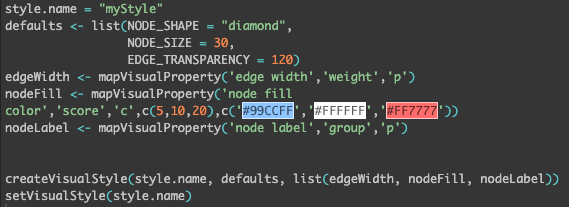 style.name = "myStyle"
defaults <- list(NODE_SHAPE = "diamond",
                 NODE_SIZE = 30,
                 EDGE_TRANSPARENCY = 120)
edgeWidth <- mapVisualProperty('edge width','weight','p')
nodeFill <- mapVisualProperty('node fill
color','score','c',c(5,10,20),c('#99CCFF','#FFFFFF','#FF7777'))
nodeLabel <- mapVisualProperty('node label','group','p')
createVisualStyle(style.name, defaults, list(edgeWidth, nodeFill, nodeLabel))
setVisualStyle(style.name)